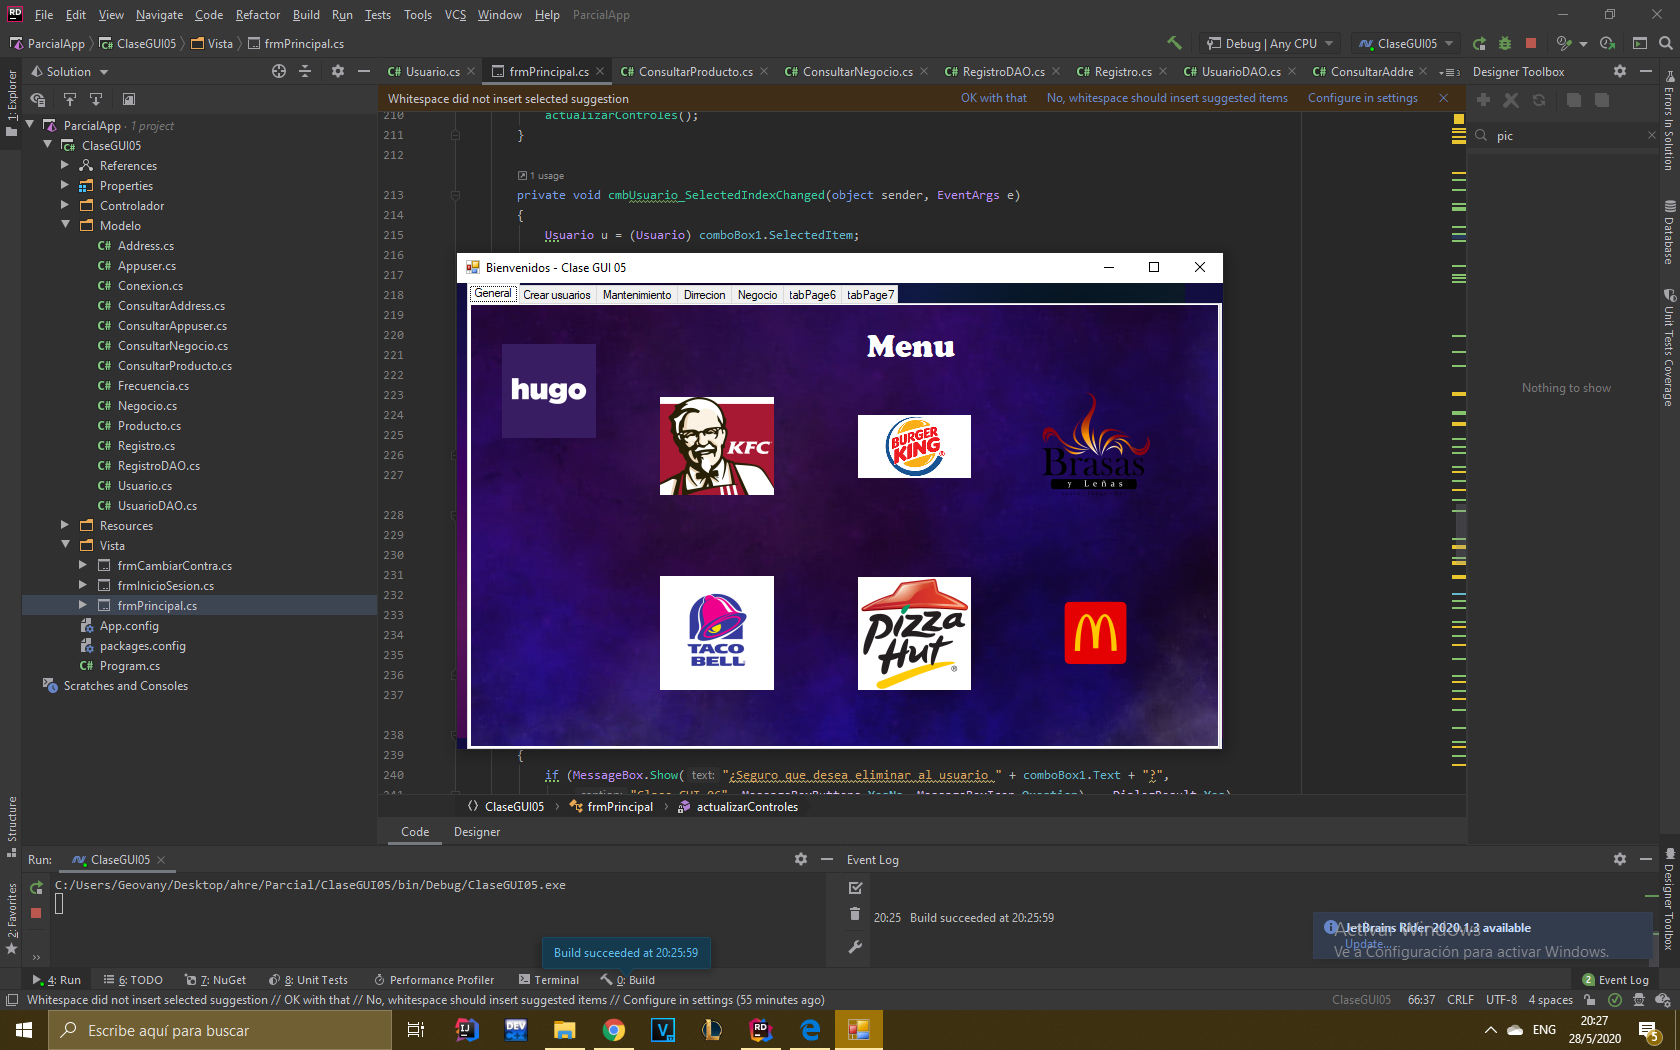 File Edit View Navigate Code Refactor Build Run Tests Tools VCS Window Help ParcialApp
ParcialApp ClaseGUI05 Vista frmPrincipal.cs Debug | Any CPU ClaseGUI05
Solution
Usuario.cs frmPrincipal.cs ConsultarProducto.cs ConsultarNegocio.cs RegistroDAO.cs Registro.cs UsuarioDAO.cs ConsultarAddre
Designer Toolbox
Whitespace did not insert selected suggestion OK with that No, whitespace should insert suggested items Configure in settings
pic
Nothing to show
1: Explorer
Errors In Solution
Database
Unit Tests Coverage
Designer Toolbox
Structure
2: Favorites
ParcialApp · 1 project
ClaseGUI05
References
Properties
Controlador
Modelo
Address.cs
Appuser.cs
Conexion.cs
ConsultarAddress.cs
ConsultarAppuser.cs
ConsultarNegocio.cs
ConsultarProducto.cs
Frecuencia.cs
Negocio.cs
Producto.cs
Registro.cs
RegistroDAO.cs
Usuario.cs
UsuarioDAO.cs
Resources
Vista
frmCambiarContra.cs
frmInicioSesion.cs
frmPrincipal.cs
App.config
packages.config
Program.cs
Scratches and Consoles
210 actualizarControles();
211 }
212
1 usage
213 private void cmbUsuario_SelectedIndexChanged(object sender, EventArgs e)
214 {
215 Usuario u = (Usuario) comboBox1.SelectedItem;
216
217
218
219
220
221
222
223
224
225
226
227
228
229
230
231
232
233
234
235
236
237
238
239 {
240 if (MessageBox.Show( text: "¿Seguro que desea eliminar al usuario " + comboBox1.Text + "?",
Bienvenidos - Clase GUI 05
General Crear usuarios Mantenimiento Dirrecion Negocio tabPage6 tabPage7
Menu
hugo
KFC
BURGER KING
Brasas
y Leñas
TACO BELL
Pizza Hut
ClaseGUI05 frmPrincipal actualizarControles
Code Designer
Run: ClaseGUI05
C:/Users/Geovany/Desktop/ahre/Parcial/ClaseGUI05/bin/Debug/ClaseGUI05.exe
Event Log
20:25 Build succeeded at 20:25:59
Build succeeded at 20:25:59
JetBrains Rider 2020.1.3 available
Update...
Activar Windows
Ve a Configuración para activar Windows.
4: Run 6: TODO 7: NuGet 8: Unit Tests Performance Profiler Terminal 0: Build 2 Event Log
Whitespace did not insert selected suggestion // OK with that // No, whitespace should insert suggested items // Configure in settings (55 minutes ago)
ClaseGUI05 66:37 CRLF UTF-8 4 spaces
Escribe aquí para buscar
ENG
20:27
28/5/2020
5